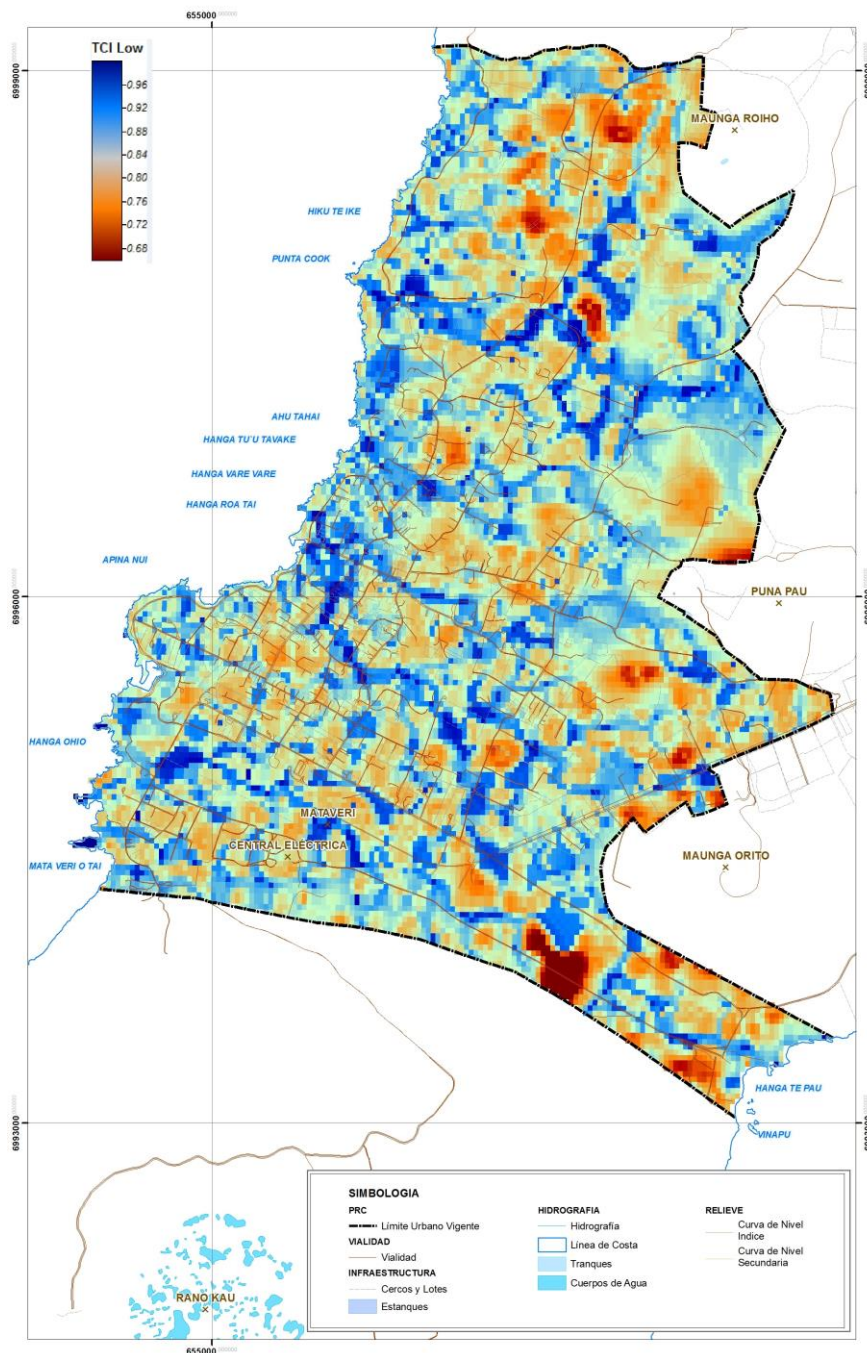 655000
TCI Low
0.96
0.92
0.88
0.84
0.80
0.76
0.72
0.68
6999000
MAUNGA ROIHO
HIKU TE IKE
PUNTA COOK
AHU TAHAI
HANGA TU'U TAVAKE
HANGA VARE VARE
HANGA ROA TAI
APINA NUI
6996000
PUNA PAU
HANGA OHIO
MATAVERI
CENTRAL ELÉCTRICA
MATA VERI O TAI
MAUNGA ORITO
HANGA TE PAU
6993000
VINAPU
RANO KAU
SIMBOLOGIA
PRC
Límite Urbano Vigente
VIALIDAD
Vialidad
INFRAESTRUCTURA
Cercos y Lotes
Estanques
HIDROGRAFIA
Hidrografía
Línea de Costa
Tranques
Cuerpos de Agua
RELIEVE
Curva de Nivel
Indice
Curva de Nivel
Secundaria
655000